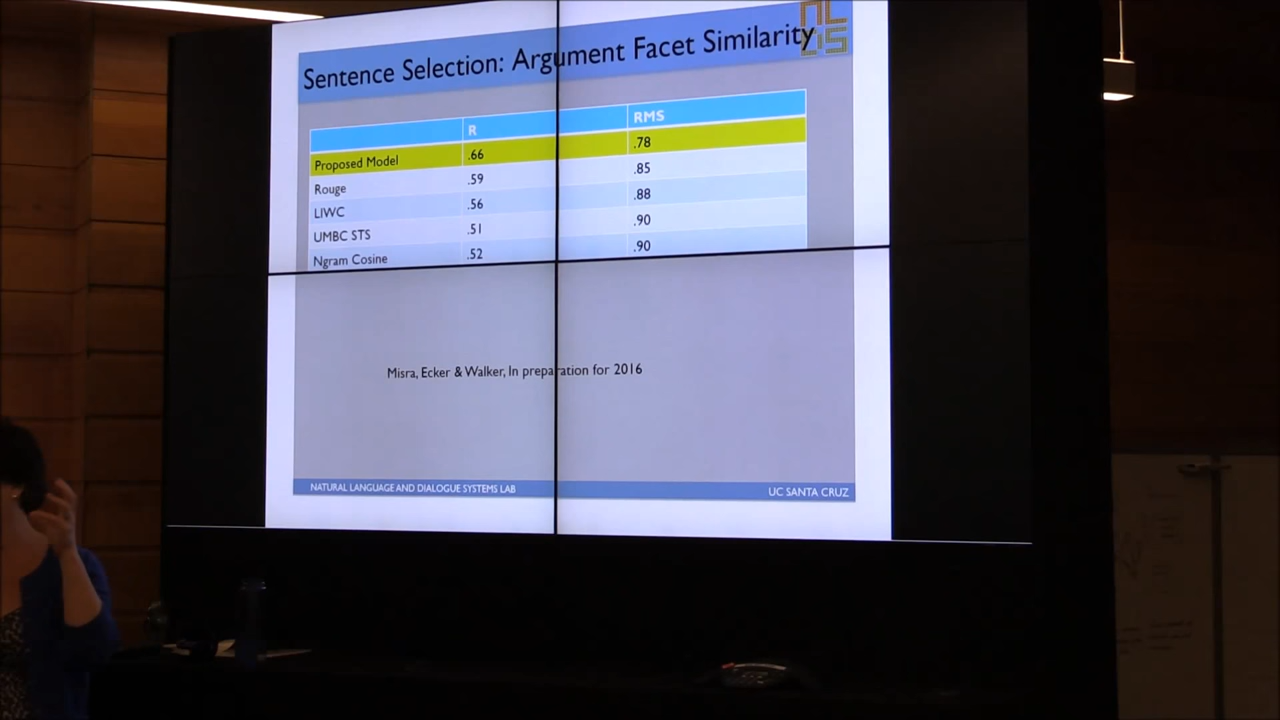 NL
DS
Sentence Selection: Argument Facet Similarity
R RMS
Proposed Model .66 .78
Rouge .59 .85
LIWC .56 .88
UMBC STS .51 .90
Ngram Cosine .52 .90
Misra, Ecker & Walker, In preparation for 2016
NATURAL LANGUAGE AND DIALOGUE SYSTEMS LAB UC SANTA CRUZ